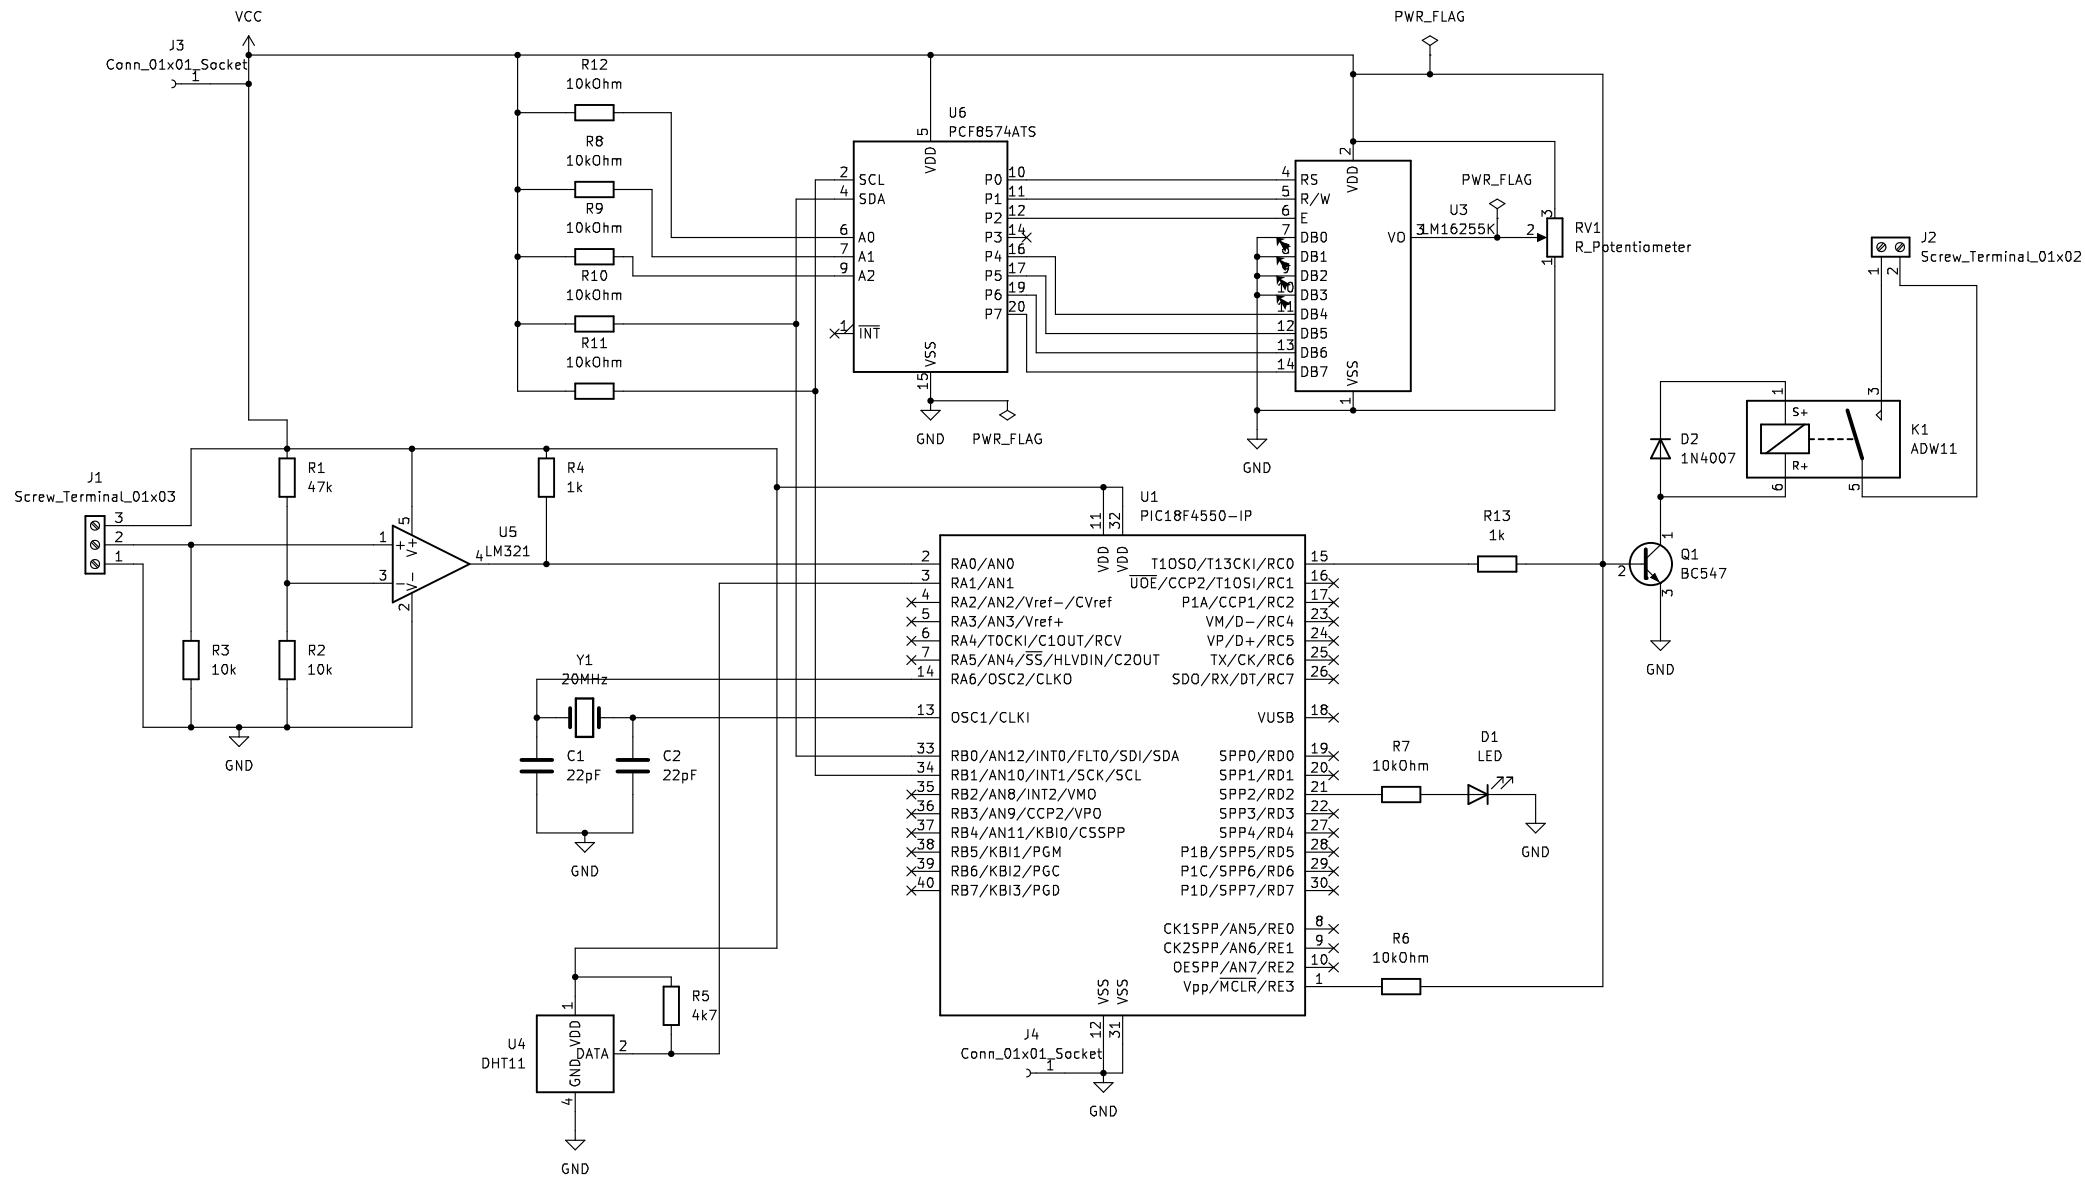 VCC
PWR_FLAG
J3
Conn_01x01_Socket
1
R12
10kOhm
R8
10kOhm
R9
10kOhm
R10
10kOhm
R11
10kOhm
U6
PCF8574ATS
5
VDD
2 SCL
4 SDA
6 A0
7 A1
9 A2
1 INT
P0 10
P1 11
P2 12
P3 14
P4 16
P5 17
P6 19
P7 20
VSS
15
GND
PWR_FLAG
2
VDD
4 RS
5 R/W
6 E
7 DB0
8 DB1
9 DB2
10 DB3
11 DB4
12 DB5
13 DB6
14 DB7
VO 3
VSS
1
GND
U3
LM16255K
PWR_FLAG
3
2
1
RV1
R_Potentiometer
J2
Screw_Terminal_01x02
1
2
1
3
S+
R+
6
5
K1
ADW11
D2
1N4007
Q1
BC547
1
2
3
GND
R13
1k
J1
Screw_Terminal_01x03
3
2
1
R1
47k
R4
1k
U5
LM321
1
+
3
-
5
V+
V-
2
4
R3
10k
R2
10k
GND
Y1
20MHz
C1
22pF
C2
22pF
GND
U1
PIC18F4550-IP
11
32
VDD
VDD
2 RA0/AN0
3 RA1/AN1
4 RA2/AN2/Vref-/CVref
5 RA3/AN3/Vref+
6 RA4/T0CKI/C1OUT/RCV
7 RA5/AN4/SS/HLVDIN/C2OUT
14 RA6/OSC2/CLKO
13 OSC1/CLKI
33 RB0/AN12/INT0/FLT0/SDI/SDA
34 RB1/AN10/INT1/SCK/SCL
35 RB2/AN8/INT2/VMO
36 RB3/AN9/CCP2/VPO
37 RB4/AN11/KBI0/CSSPP
38 RB5/KBI1/PGM
39 RB6/KBI2/PGC
40 RB7/KBI3/PGD
T1OSO/T13CKI/RC0 15
UOE/CCP2/T1OSI/RC1 16
P1A/CCP1/RC2 17
VM/D-/RC4 23
VP/D+/RC5 24
TX/CK/RC6 25
SDO/RX/DT/RC7 26
VUSB 18
SPP0/RD0 19
SPP1/RD1 20
SPP2/RD2 21
SPP3/RD3 22
SPP4/RD4 27
P1B/SPP5/RD5 28
P1C/SPP6/RD6 29
P1D/SPP7/RD7 30
CK1SPP/AN5/RE0 8
CK2SPP/AN6/RE1 9
OESPP/AN7/RE2 10
Vpp/MCLR/RE3 1
VSS
VSS
12
31
J4
Conn_01x01_Socket
1
GND
R7
10kOhm
D1
LED
GND
R6
10kOhm
R5
4k7
U4
DHT11
1
VDD
DATA 2
GND
4
GND